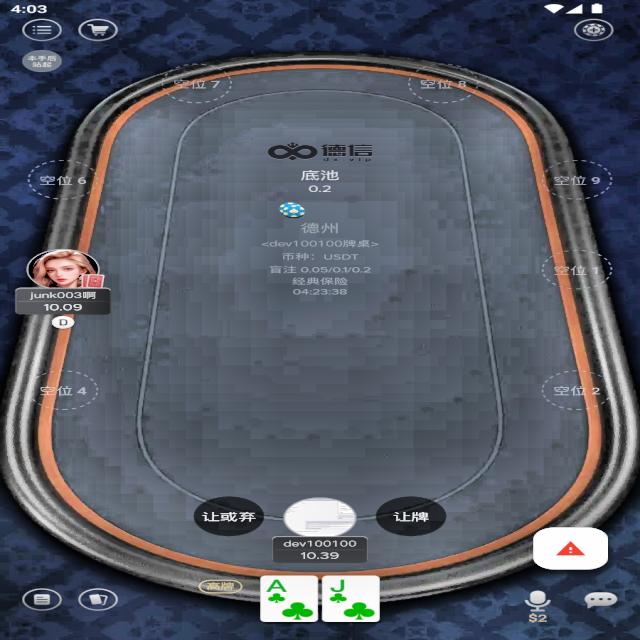 4:03
本手后
站起
空位 7
空位 8
德信
dx.vip
底池
0.2
空位 6
空位 9
德州
<dev100100牌桌>
币种：USDT
盲注 0.05/0.1/0.2
经典保险
04:23:38
空位 1
junk003啊
10.09
D
空位 4
空位 2
让或弃
让牌
dev100100
10.39
高牌
A
J
$2